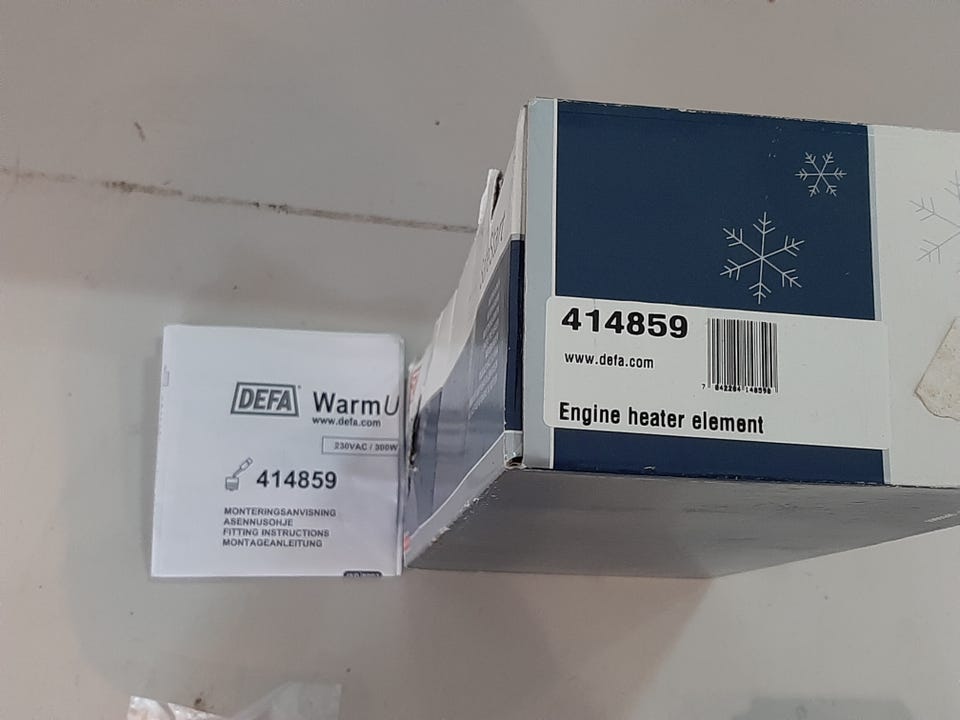 DEFA WarmU
www.defa.com
230VAC / 300W
414859
MONTERINGSANVISNING
ASENNUSOHJE
FITTING INSTRUCTIONS
MONTAGEANLEITUNG
414859
www.defa.com
Engine heater element